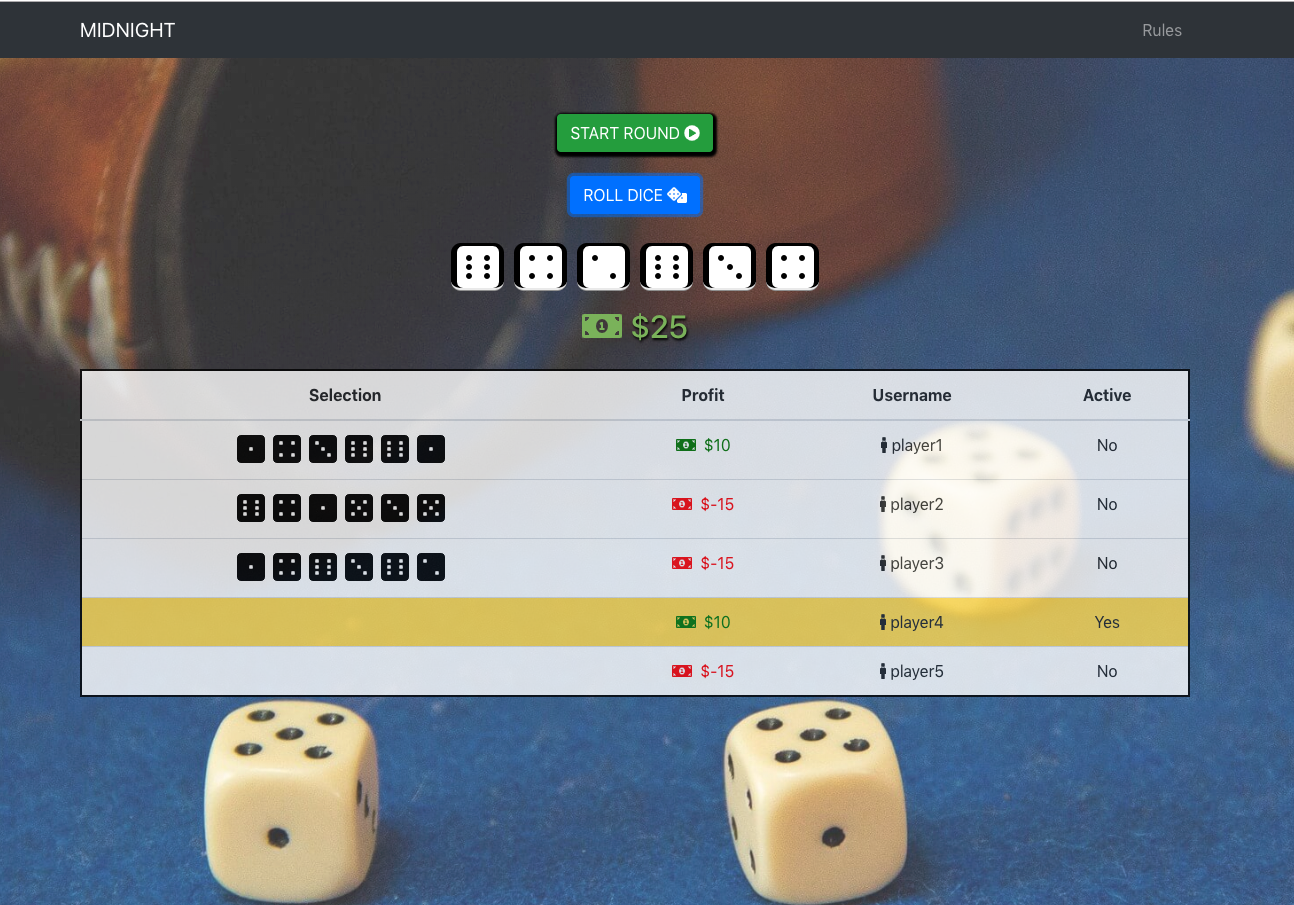 MIDNIGHT Rules
START ROUND
ROLL DICE
$25
Selection Profit Username Active
$10 player1 No
$-15 player2 No
$-15 player3 No
$10 player4 Yes
$-15 player5 No